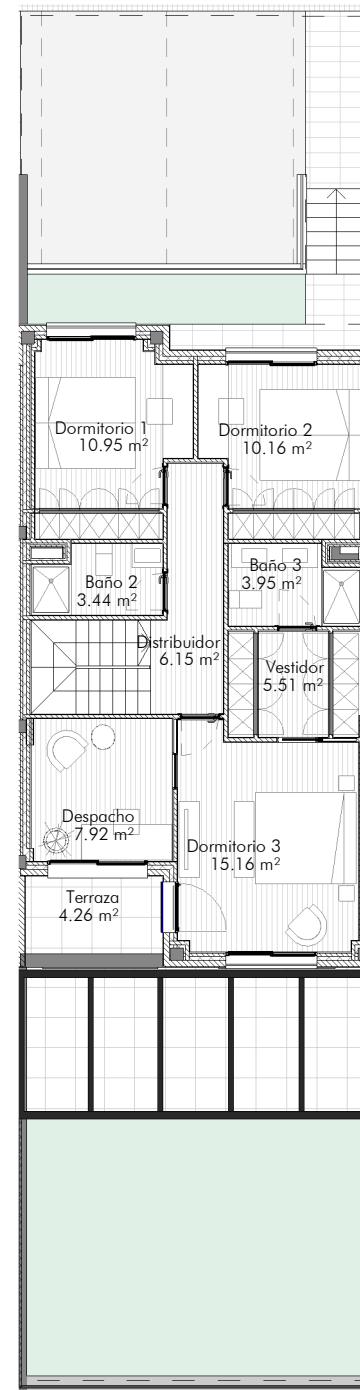 Dormitorio 1
10.95 m²
Dormitorio 2
10.16 m²
Baño 2
3.44 m²
Baño 3
3.95 m²
Distribuidor
6.15 m²
Vestidor
5.51 m²
Despacho
7.92 m²
Dormitorio 3
15.16 m²
Terraza
4.26 m²